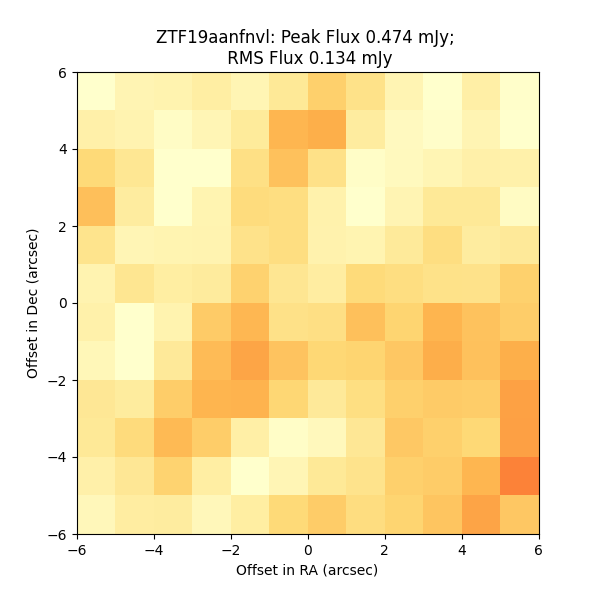 ZTF19aanfnvl: Peak Flux 0.474 mJy;
RMS Flux 0.134 mJy
6
4
2
0
−2
−4
−6
Offset in Dec (arcsec)
−6 −4 −2 0 2 4 6
Offset in RA (arcsec)